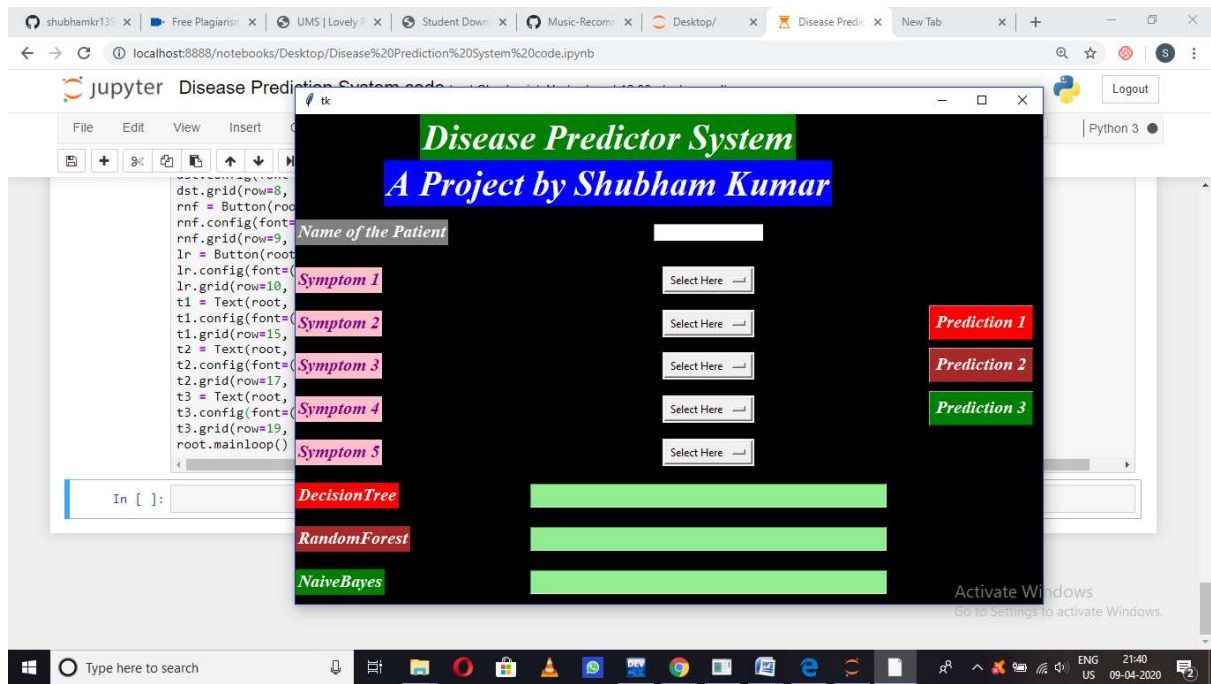 shubhamkr139
Free Plagiarism
UMS | Lovely P
Student Down
Music-Recom
Desktop/
Disease Predic
New Tab
localhost:8888/notebooks/Desktop/Disease%20Prediction%20System%20code.ipynb
S
jupyter Disease Predi
Logout
File Edit View Insert
Python 3
dst.grid(row=8,
rnf = Button(roo
rnf.config(font=
rnf.grid(row=9,
lr = Button(root
lr.config(font=(
lr.grid(row=10,
t1 = Text(root,
t1.config(font=(
t1.grid(row=15,
t2 = Text(root,
t2.config(font=(
t2.grid(row=17,
t3 = Text(root,
t3.config(font=(
t3.grid(row=19,
root.mainloop()
In [ ]:
tk
Disease Predictor System
A Project by Shubham Kumar
Name of the Patient
Symptom 1 Select Here
Symptom 2 Select Here Prediction 1
Symptom 3 Select Here Prediction 2
Symptom 4 Select Here Prediction 3
Symptom 5 Select Here
DecisionTree
RandomForest
NaiveBayes
Activate Windows
Go to Settings to activate Windows.
Type here to search
DEV
ENG 21:40
US 09-04-2020
2